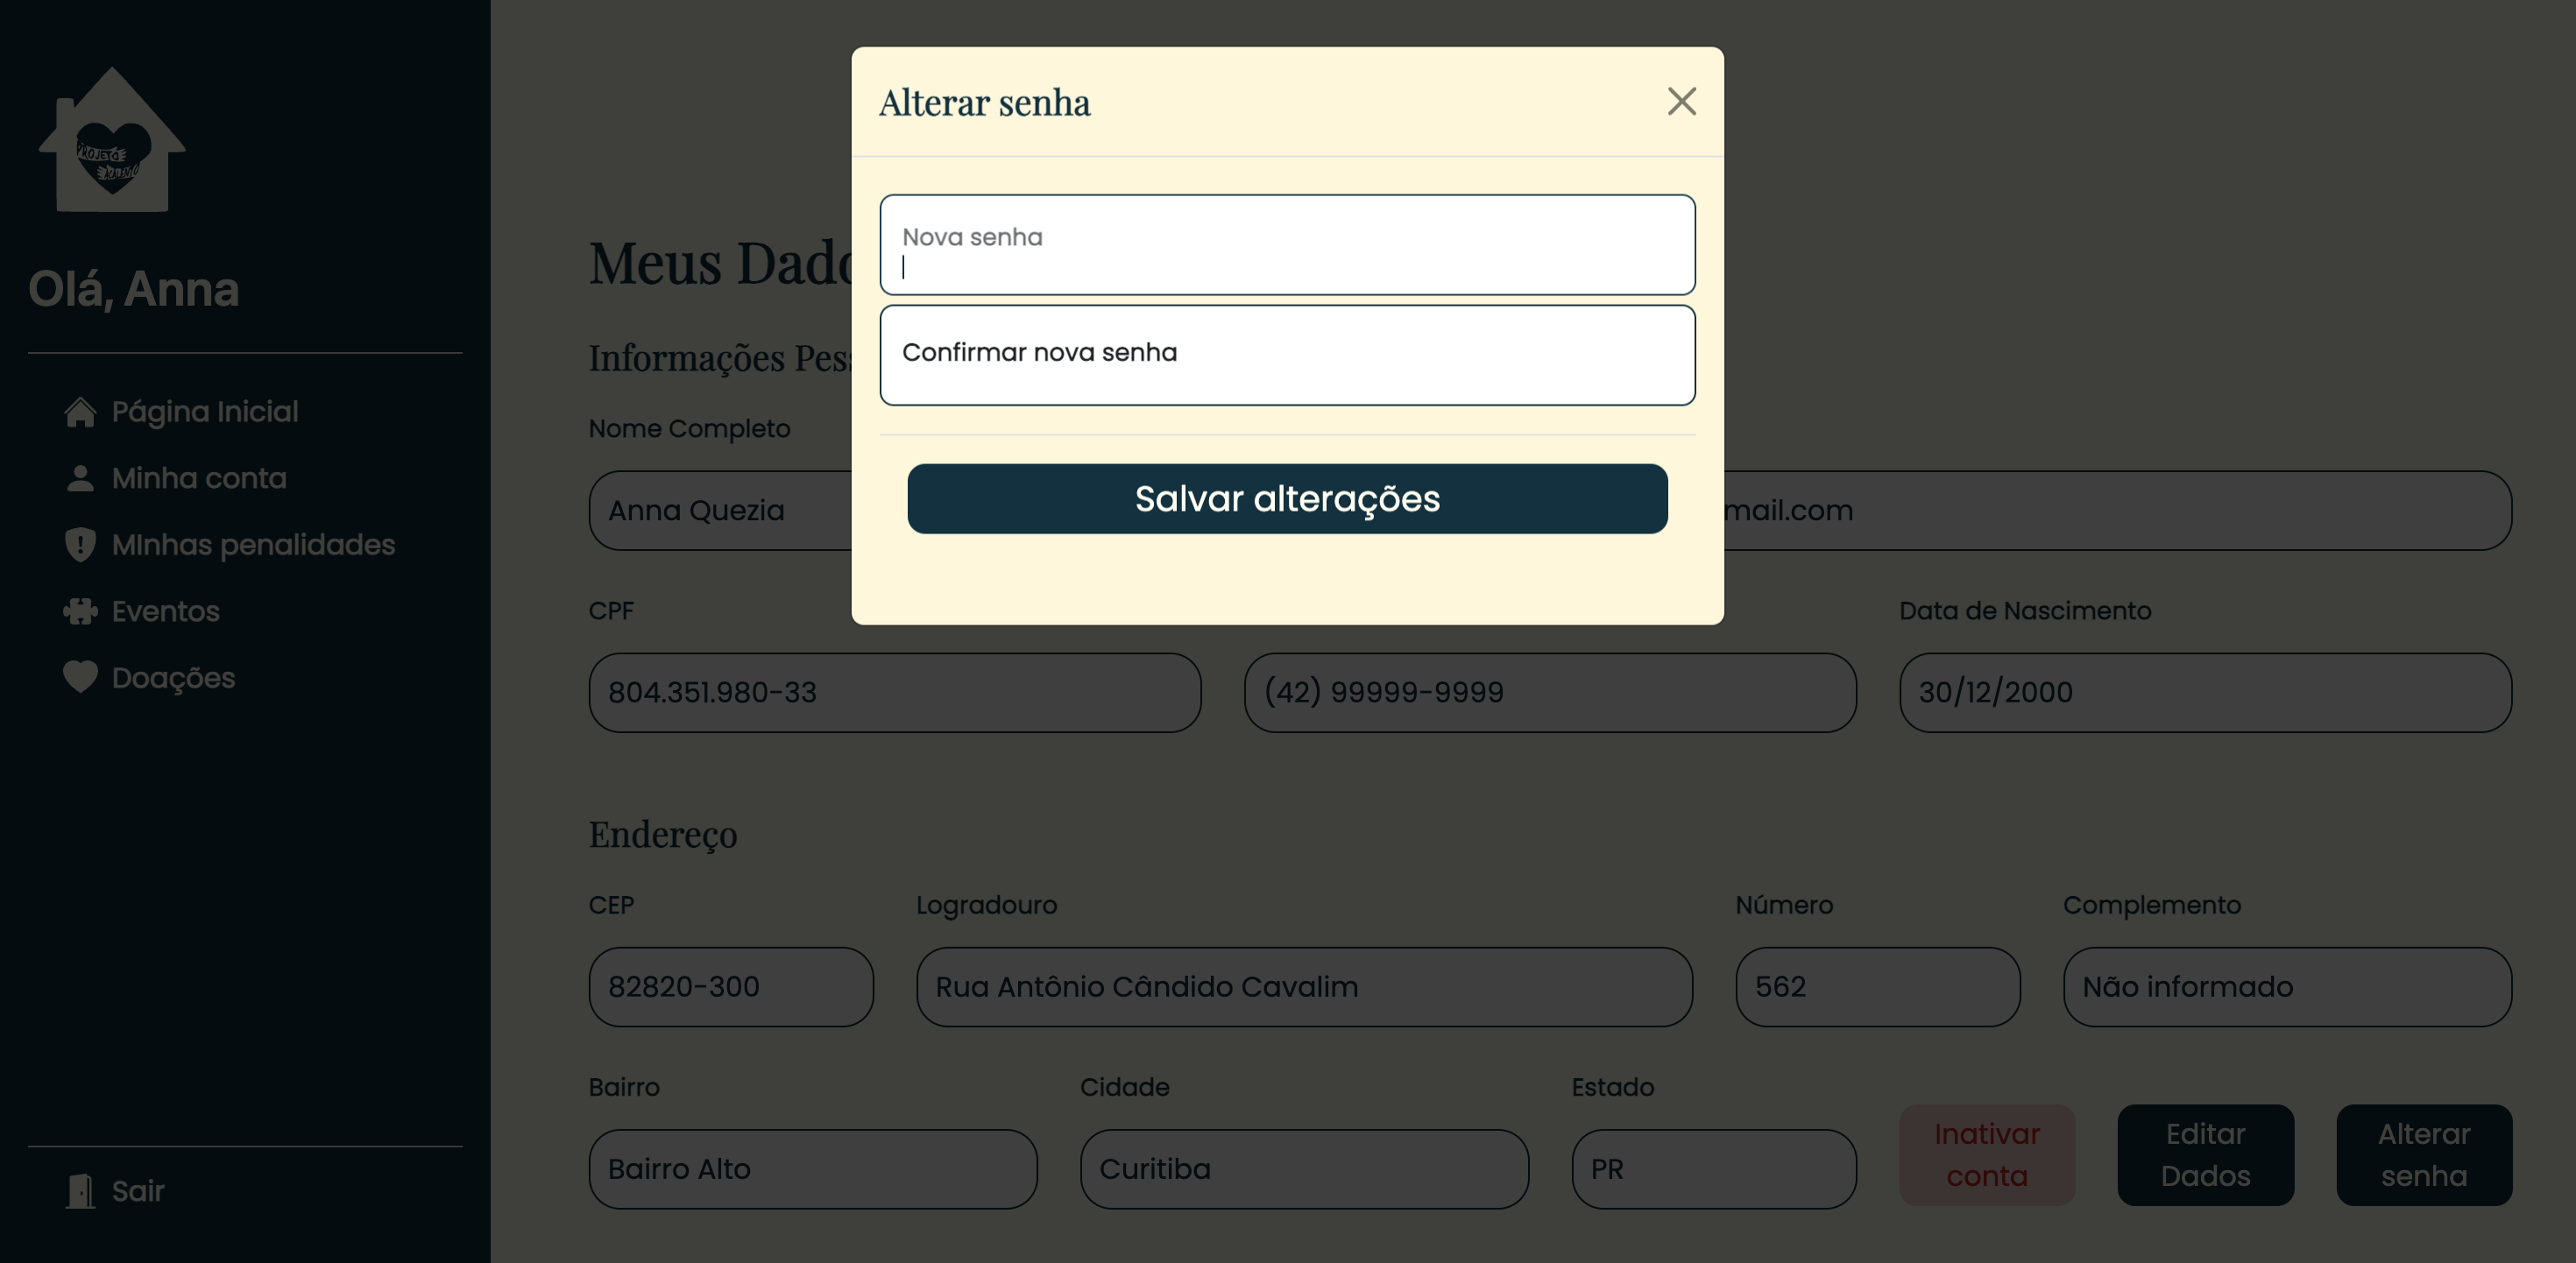 PROJETO
ACALENTO
Olá, Anna
Página Inicial
Minha conta
MInhas penalidades
Eventos
Doações
Sair
Alterar senha
Nova senha
Confirmar nova senha
Salvar alterações
Meus Dado
Informações Pess
Nome Completo
Anna Quezia
mail.com
CPF
Data de Nascimento
804.351.980-33
(42) 99999-9999
30/12/2000
Endereço
CEP
Logradouro
Número
Complemento
82820-300
Rua Antônio Cândido Cavalim
562
Não informado
Bairro
Cidade
Estado
Bairro Alto
Curitiba
PR
Inativar
conta
Editar
Dados
Alterar
senha